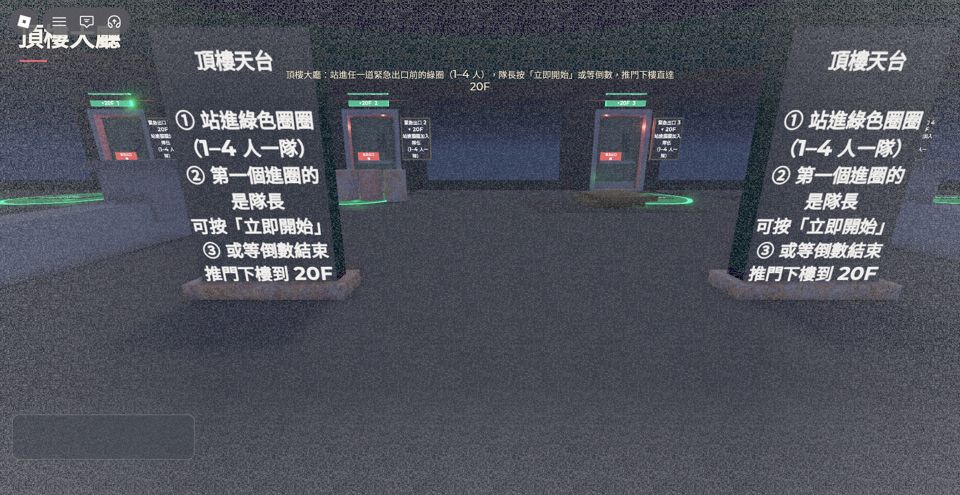 頂樓大廳
頂樓大廳：站進任一道緊急出口前的綠圈（1–4 人），隊長按「立即開始」或等倒數，推門下樓直達
20F
頂樓天台
① 站進綠色圈圈
（1–4 人一隊）
② 第一個進圈的
是隊長
可按「立即開始」
③ 或等倒數結束
推門下樓到 20F
頂樓天台
① 站進綠色圈圈
（1–4 人一隊）
② 第一個進圈的
是隊長
可按「立即開始」
③ 或等倒數結束
推門下樓到 20F
緊急出口 2
20F
緊急出口 3
20F